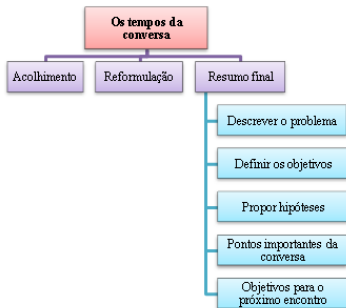 Os tempos da
conversa
Acolhimento
Reformulação
Resumo final
Descrever o problema
Definir os objetivos
Propor hipóteses
Pontos importantes da
conversa
Objetivos para o
próximo encontro